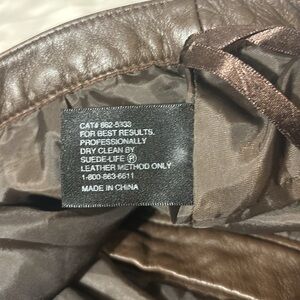 CAT# 662-5333
FOR BEST RESULTS.
PROFESSIONALLY
DRY CLEAN BY
SUEDE-LIFE Ⓟ
LEATHER METHOD ONLY
1-800-863-6611
MADE IN CHINA